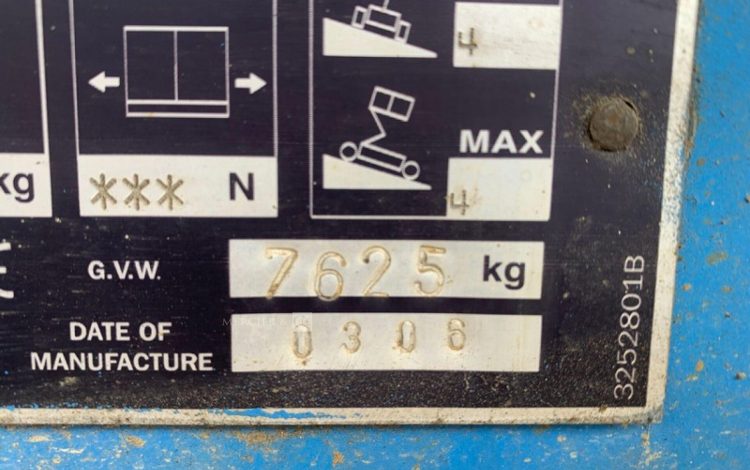 4
MAX
4
kg
*** N
G.V.W. 7625 kg
DATE OF
MANUFACTURE 0306
3252801B